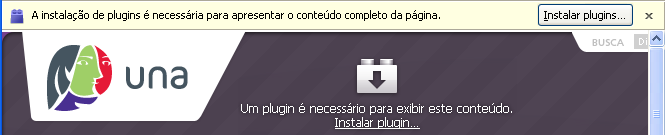 A instalação de plugins é necessária para apresentar o conteúdo completo da página.
Instalar plugins...
BUSCA
Di
una
Um plugin é necessário para exibir este conteúdo.
Instalar plugin...